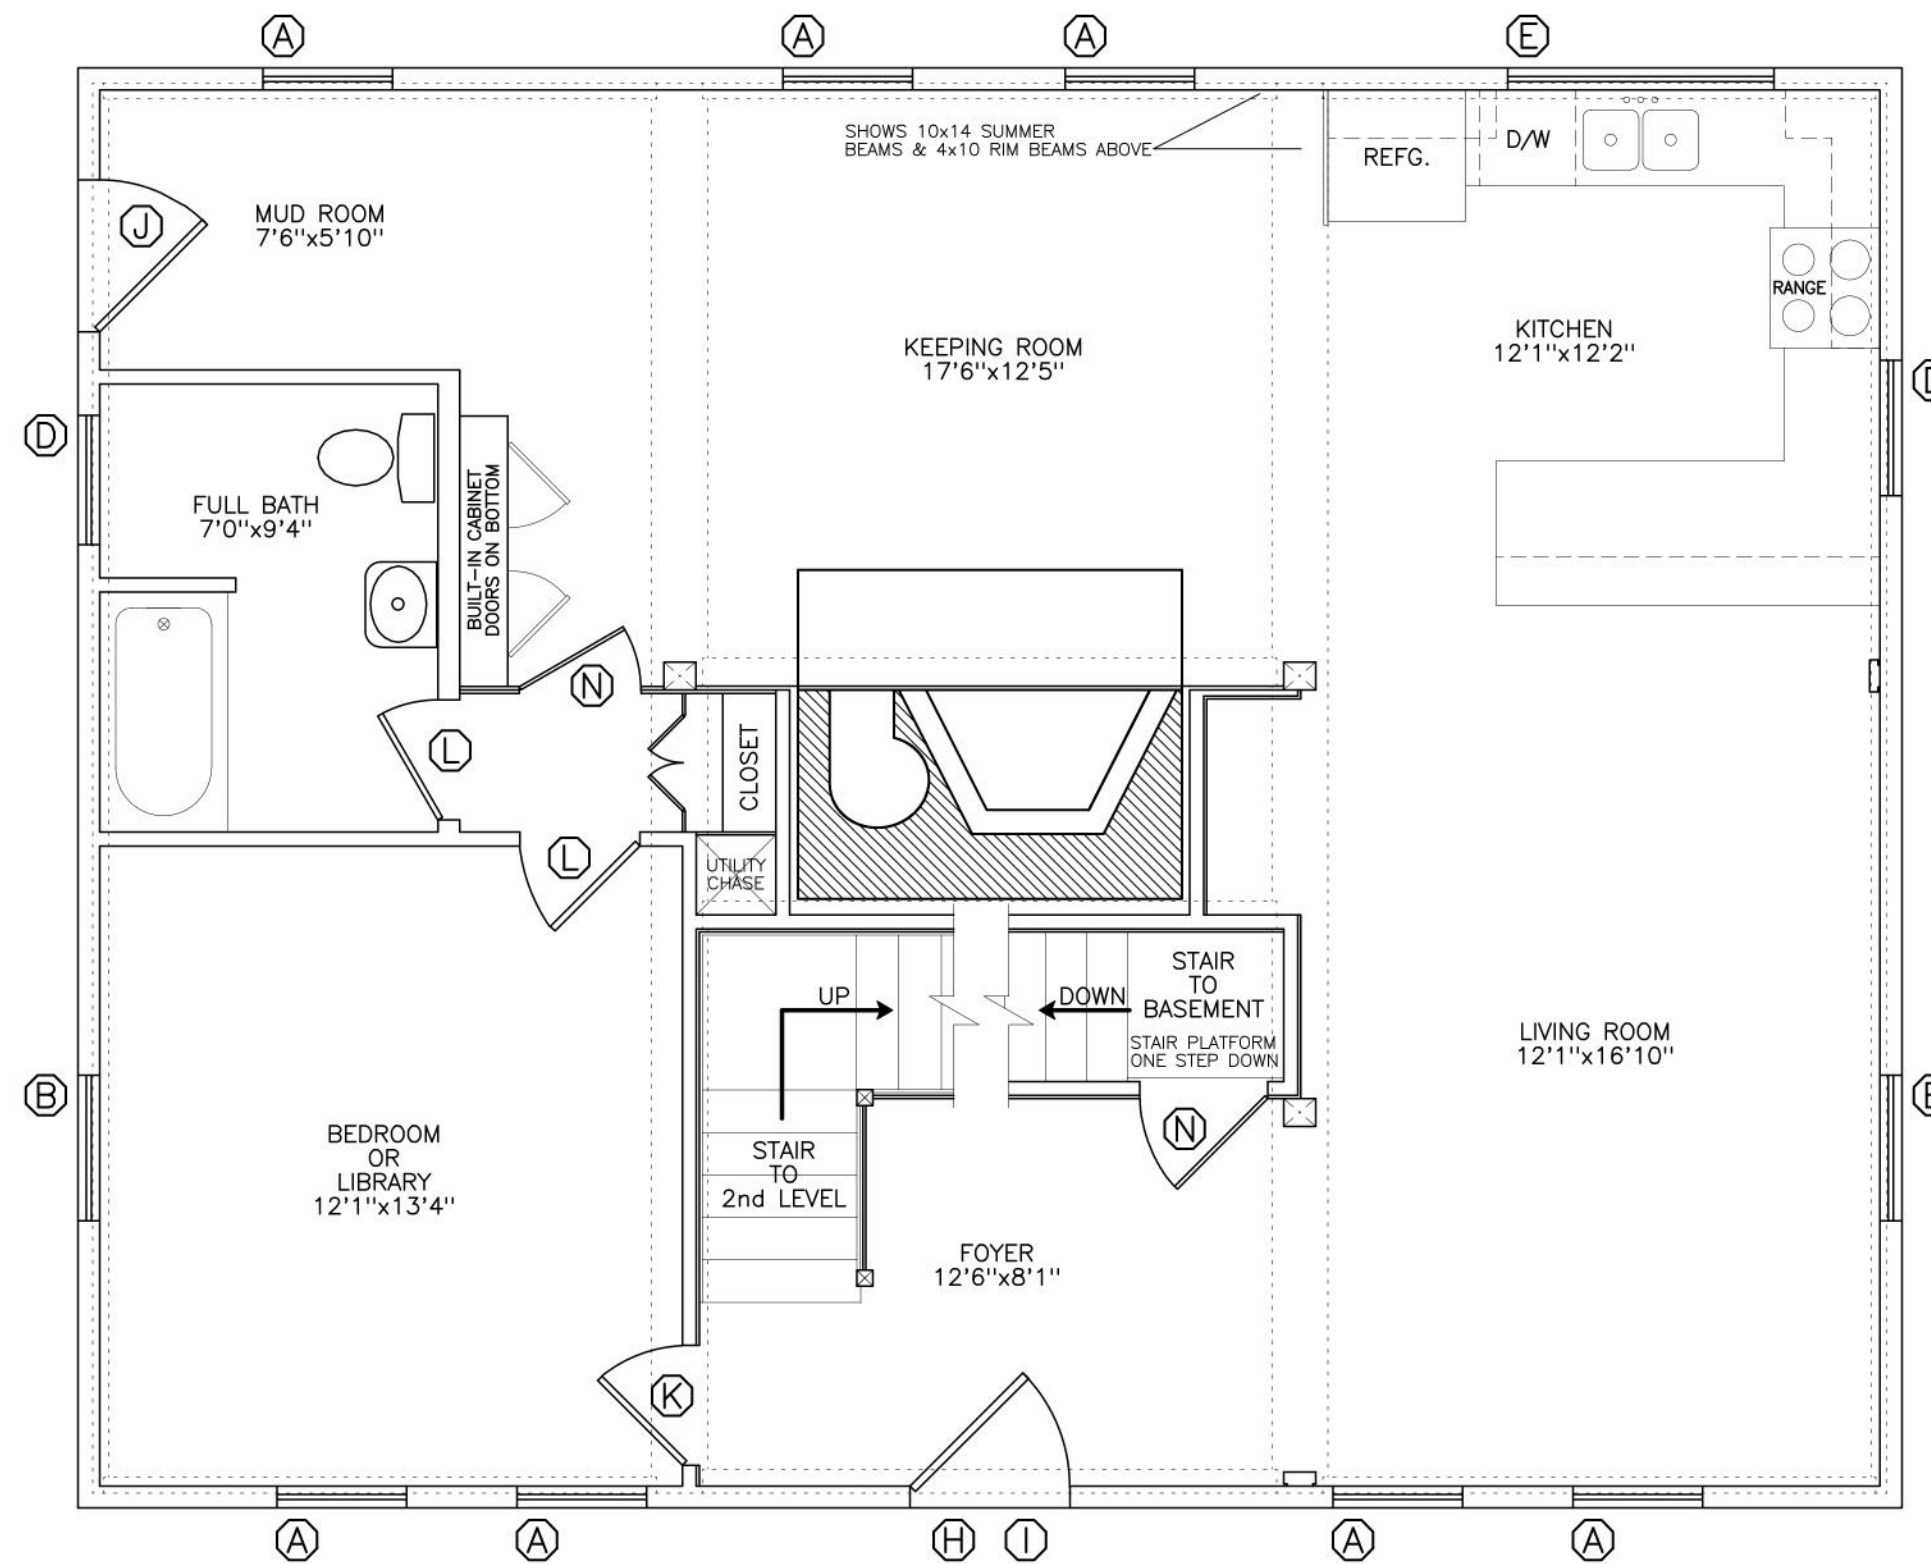 A
A
A
E
SHOWS 10x14 SUMMER
BEAMS & 4x10 RIM BEAMS ABOVE
REFG.
D/W
J
MUD ROOM
7'6"x5'10"
RANGE
KEEPING ROOM
17'6"x12'5"
KITCHEN
12'1"x12'2"
D
FULL BATH
7'0"x9'4"
BUILT-IN CABINET
DOORS ON BOTTOM
N
L
CLOSET
L
UTILITY
CHASE
UP
DOWN
STAIR
TO
BASEMENT
STAIR PLATFORM
ONE STEP DOWN
LIVING ROOM
12'1"x16'10"
B
BEDROOM
OR
LIBRARY
12'1"x13'4"
STAIR
TO
2nd LEVEL
N
FOYER
12'6"x8'1"
K
A
A
H
I
A
A